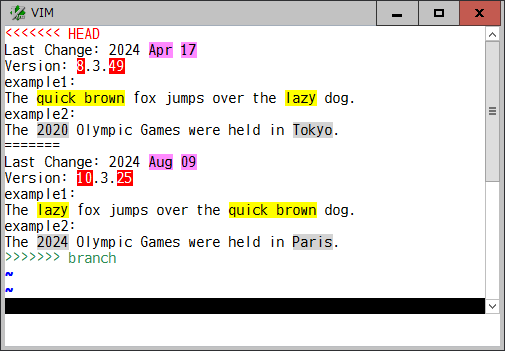 VIM
<<<<<<< HEAD
Last Change: 2024 Apr 17
Version: 8.3.49
example1:
The quick brown fox jumps over the lazy dog.
example2:
The 2020 Olympic Games were held in Tokyo.
=======
Last Change: 2024 Aug 09
Version: 10.3.25
example1:
The lazy fox jumps over the quick brown dog.
example2:
The 2024 Olympic Games were held in Paris.
>>>>>>> branch
~
~